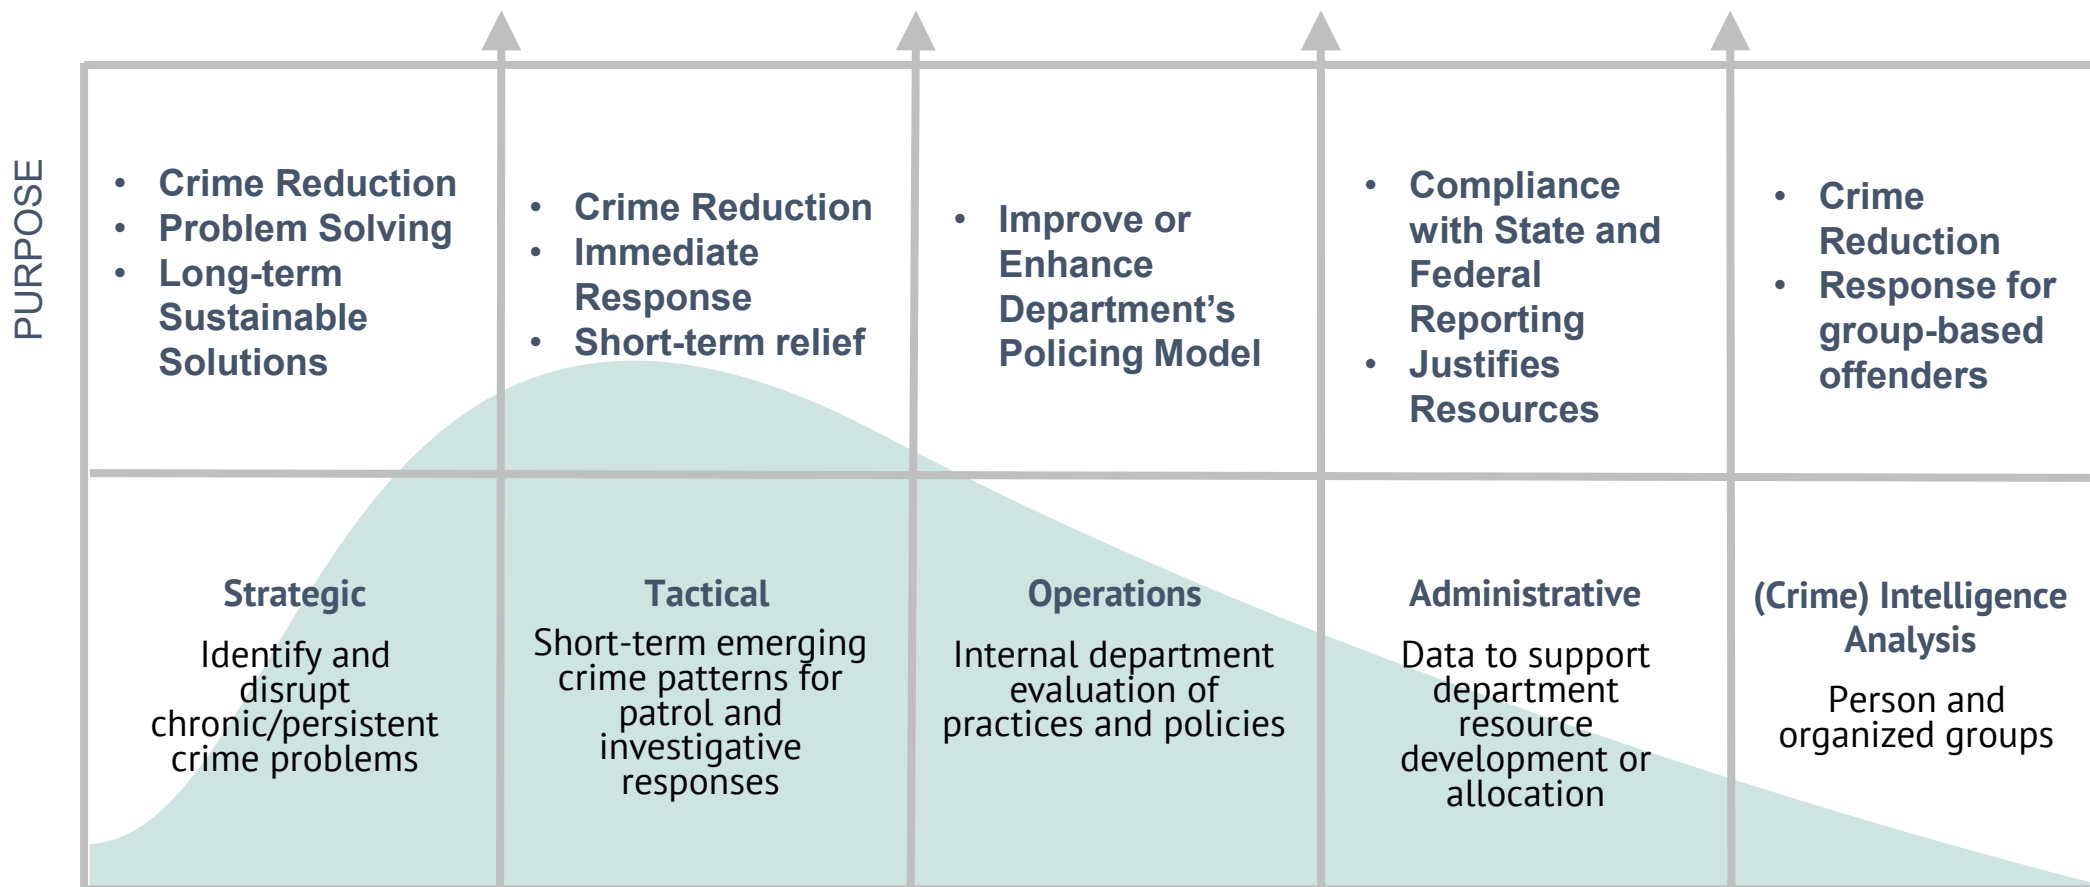 PURPOSE
• Crime Reduction
• Problem Solving
• Long-term
Sustainable
Solutions
• Crime Reduction
• Immediate
Response
• Short-term relief
• Improve or
Enhance
Department’s
Policing Model
• Compliance
with State and
Federal
Reporting
• Justifies
Resources
• Crime
Reduction
• Response for
group-based
offenders
Strategic
Identify and
disrupt
chronic/persistent
crime problems
Tactical
Short-term emerging
crime patterns for
patrol and
investigative
responses
Operations
Internal department
evaluation of
practices and policies
Administrative
Data to support
department
resource
development or
allocation
(Crime) Intelligence
Analysis
Person and
organized groups